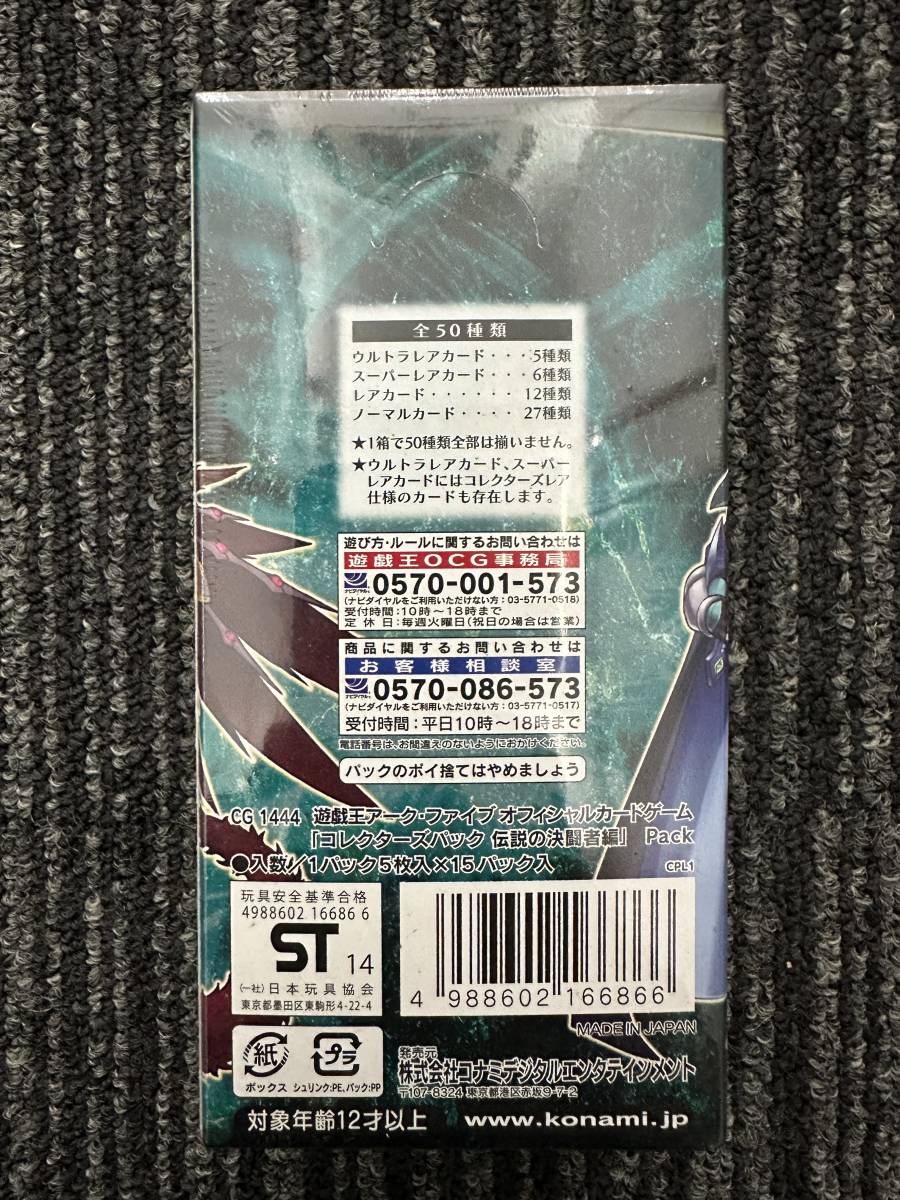 全50種類
ウルトラレアカード・・・5種類
スーパーレアカード・・・6種類
レアカード・・・・・・12種類
ノーマルカード・・・・・27種類
★1箱で50種類全部は揃いません。
★ウルトラレアカード、スーパー
レアカードにはコレクターズレア
仕様のカードも存在します。
遊び方・ルールに関するお問い合わせは
遊戯王OCG事務局
ナビダイヤル 0570-001-573
(ナビダイヤルをご利用いただけない方:03-5771-0518)
受付時間:10時〜18時まで
定休日:毎週火曜日(祝日の場合は営業)
商品に関するお問い合わせは
お客様相談室
ナビダイヤル 0570-086-573
(ナビダイヤルをご利用いただけない方:03-5771-0517)
受付時間:平日10時〜18時まで
電話番号は、お間違えのないようにおかけください。
パックのポイ捨てはやめましょう
CG 1444 遊戯王アーク・ファイブ オフィシャルカードゲーム
「コレクターズパック 伝説の決闘者編」 Pack
●入数/1パック5枚入×15パック入
CPL1
玩具安全基準合格
4988602 16686 6
ST 14
(一社)日本玩具協会
東京都墨田区東駒形4-22-4
4 988602 166866
MADE IN JAPAN
紙
ボックス
プラ
シュリンク:PE、パック:PP
発売元
株式会社コナミデジタルエンタテインメント
〒107-8324 東京都港区赤坂9-7-2
対象年齢12才以上
www.konami.jp